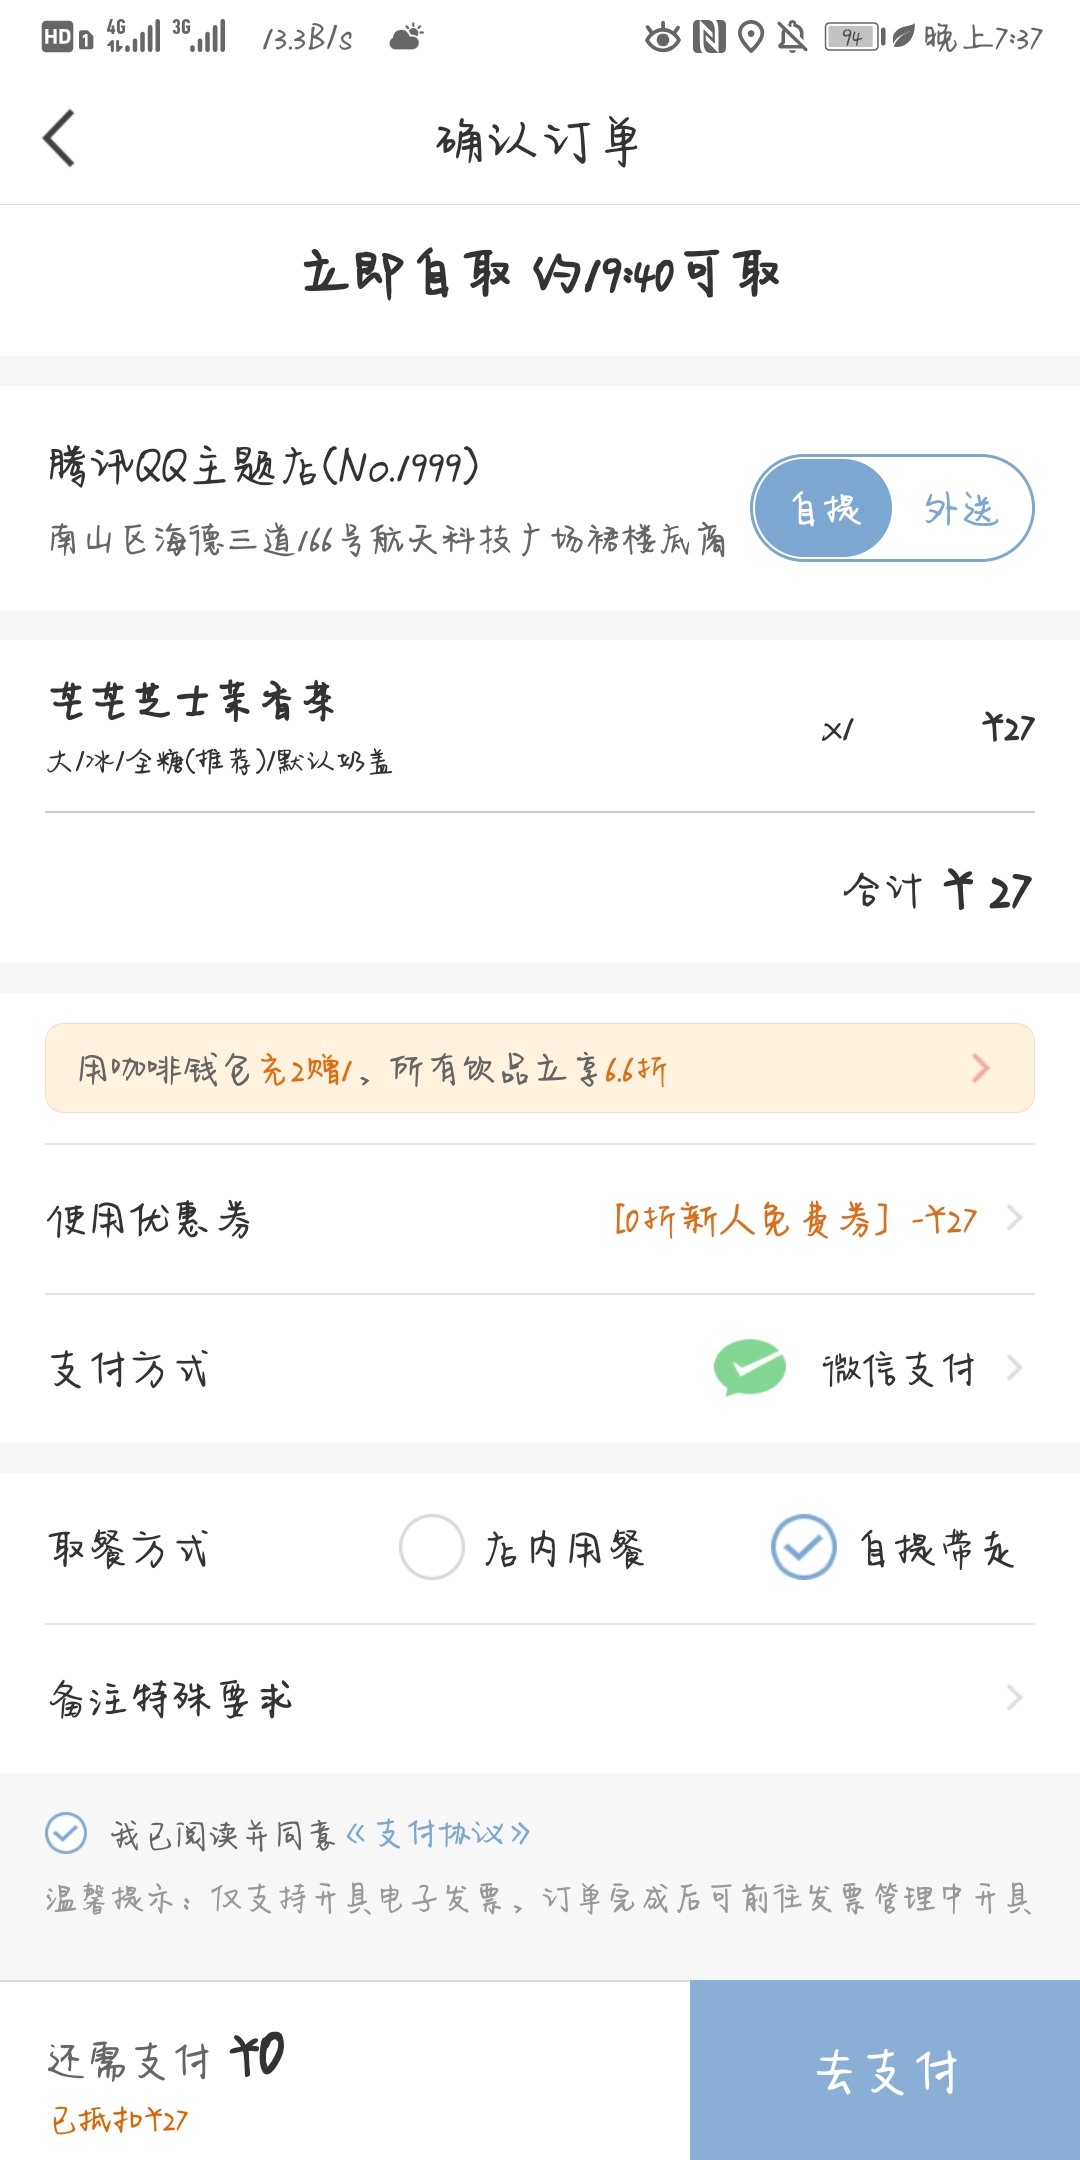 HD 1 4G 3G 13.3B/s 94 晚上7:37
确认订单
立即自取 约19:40可取
腾讯QQ主题店(No.1999)
南山区海德三道166号航天科技广场裙楼底商
自提 外送
芒芒芝士茉香茶
大/冰/全糖(推荐)/默认奶盖
x1 ¥27
合计 ¥ 27
用咖啡钱包充2赠1、所有饮品立享6.6折
使用优惠券 [0折新人免费券] -¥27
支付方式 微信支付
取餐方式 店内用餐 自提带走
备注特殊要求
我已阅读并同意《支付协议》
温馨提示：仅支持开具电子发票、订单完成后可前往发票管理中开具
还需支付 ¥0
已抵扣¥27
去支付